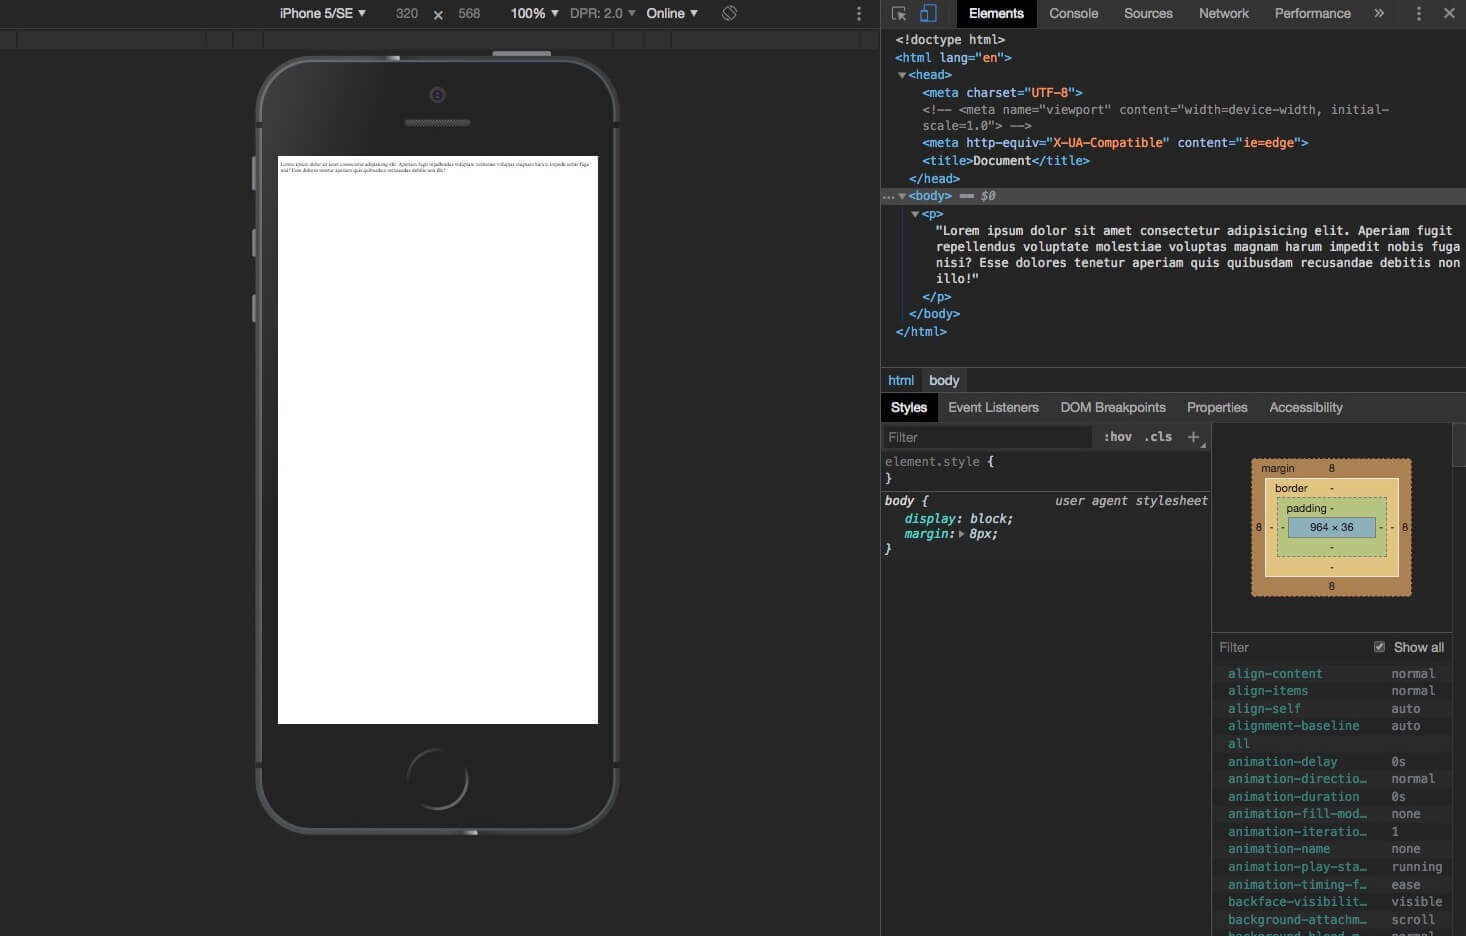 iPhone 5/SE ▼ 320 × 568 100% ▼ DPR: 2.0 ▼ Online ▼
Elements Console Sources Network Performance »
Lorem ipsum dolor sit amet consectetur adipisicing elit. Aperiam fugit repellendus voluptate molestiae voluptas magnam harum impedit nobis fuga
nisi? Esse dolores tenetur aperiam quis quibusdam recusandae debitis non illo!
<!doctype html>
<html lang="en">
▼<head>
<meta charset="UTF-8">
<!-- <meta name="viewport" content="width=device-width, initial-
scale=1.0"> -->
<meta http-equiv="X-UA-Compatible" content="ie=edge">
<title>Document</title>
</head>
…▼<body> == $0
▼<p>
"Lorem ipsum dolor sit amet consectetur adipisicing elit. Aperiam fugit
repellendus voluptate molestiae voluptas magnam harum impedit nobis fuga
nisi? Esse dolores tenetur aperiam quis quibusdam recusandae debitis non
illo!"
</p>
</body>
</html>
html body
Styles Event Listeners DOM Breakpoints Properties Accessibility
Filter :hov .cls +
element.style {
}
body { user agent stylesheet
display: block;
margin:▶8px;
}
margin 8
border -
padding -
8 - - 964 × 36 - - 8
-
-
8
Filter Show all
align-content normal
align-items normal
align-self auto
alignment-baseline auto
all
animation-delay 0s
animation-directio… normal
animation-duration 0s
animation-fill-mod… none
animation-iteratio… 1
animation-name none
animation-play-sta… running
animation-timing-f… ease
backface-visibilit… visible
background-attachm… scroll